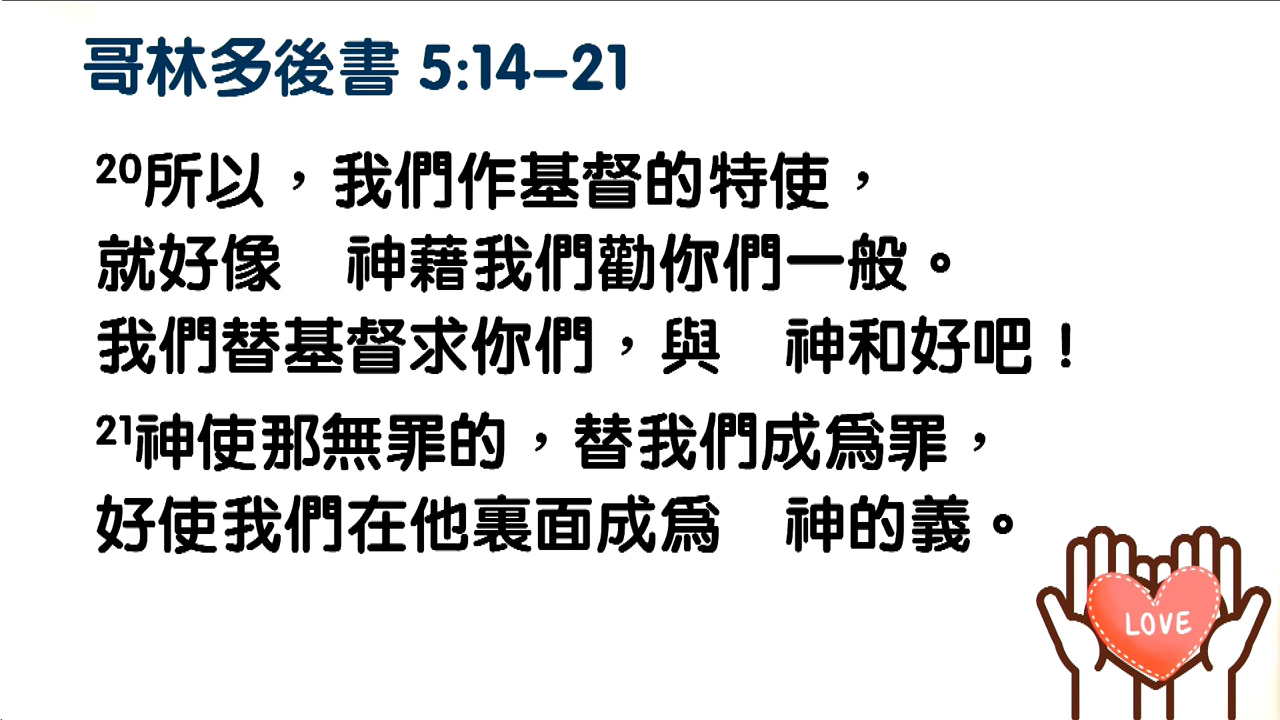 哥林多後書 5:14–21
20所以，我們作基督的特使，
就好像　神藉我們勸你們一般。
我們替基督求你們，與　神和好吧！
21神使那無罪的，替我們成爲罪，
好使我們在他裏面成爲　神的義。
LOVE